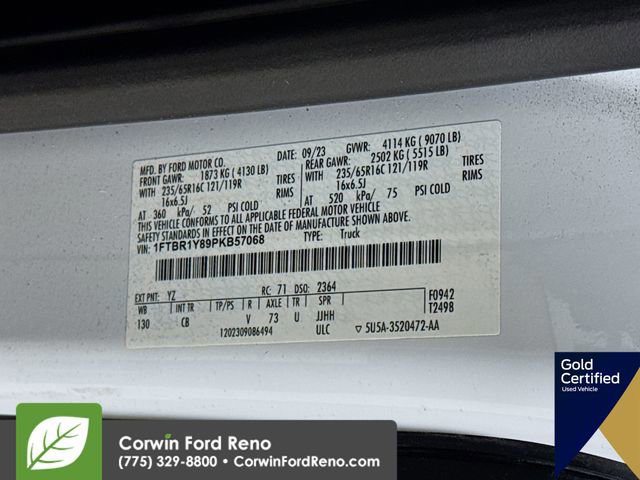 MFD. BY FORD MOTOR CO.
DATE: 09/23 GVWR: 4114 KG ( 9070 LB)
FRONT GAWR: 1873 KG ( 4130 LB) REAR GAWR: 2502 KG ( 5515 LB)
WITH 235/65R16C 121/119R TIRES WITH 235/65R16C 121/119R TIRES
16x6.5J RIMS 16x6.5J RIMS
AT 360 kPa/ 52 PSI COLD AT 520 kPa/ 75 PSI COLD
THIS VEHICLE CONFORMS TO ALL APPLICABLE FEDERAL MOTOR VEHICLE
SAFETY STANDARDS IN EFFECT ON THE DATE OF MANUFACTURE SHOWN ABOVE.
VIN: 1FTBR1Y89PKB57068 TYPE: Truck
EXT PNT: YZ RC: 71 DSO: 2364 F0942
WB INT TR TP/PS R AXLE TR SPR T2498
130 CB V 73 U JJHH
1202309086494 ULC ▽ 5U5A-3520472-AA
Gold
Certified
Used Vehicle
Corwin Ford Reno
(775) 329-8800 • CorwinFordReno.com